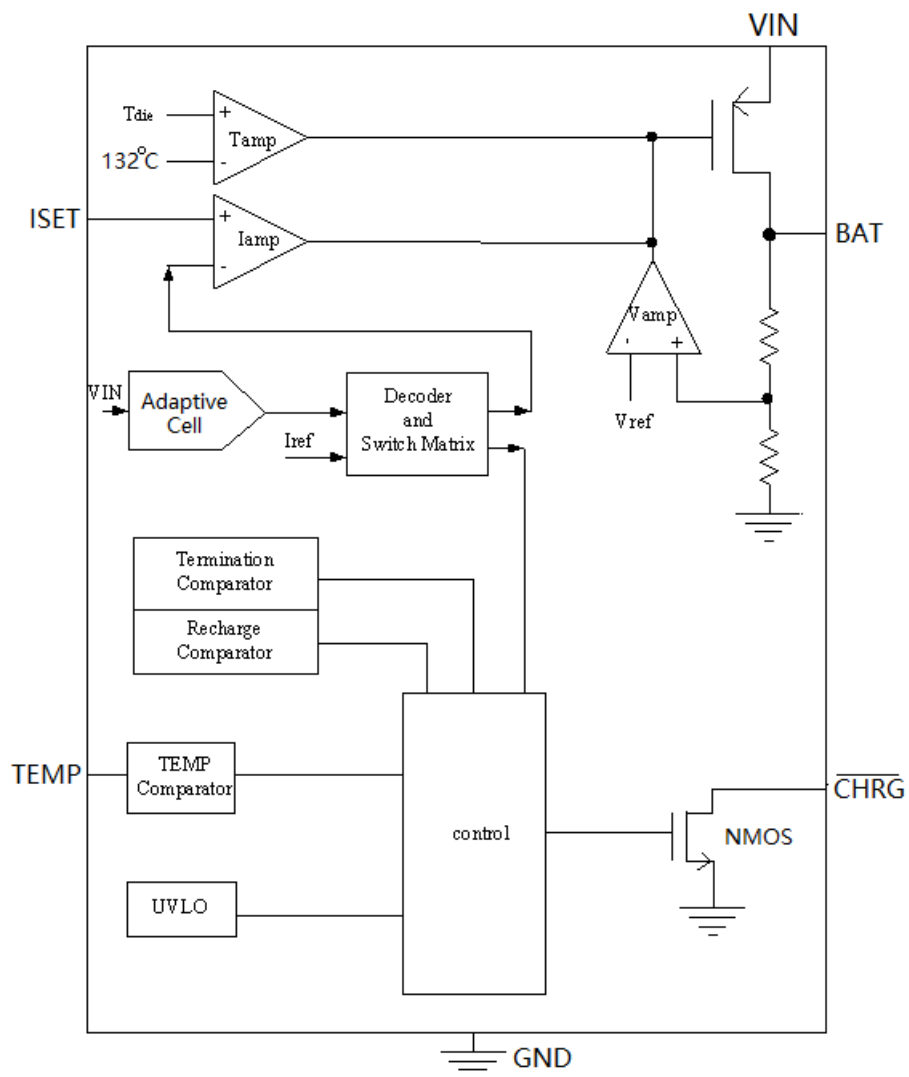 VIN
Tdie
+
Tamp
132°C
-
ISET
+
Iamp
-
BAT
Vamp
-
+
Vref
VIN
Adaptive
Cell
Decoder
and
Switch Matrix
Iref
Termination
Comparator
Recharge
Comparator
TEMP
TEMP
Comparator
control
CHRG
NMOS
UVLO
GND